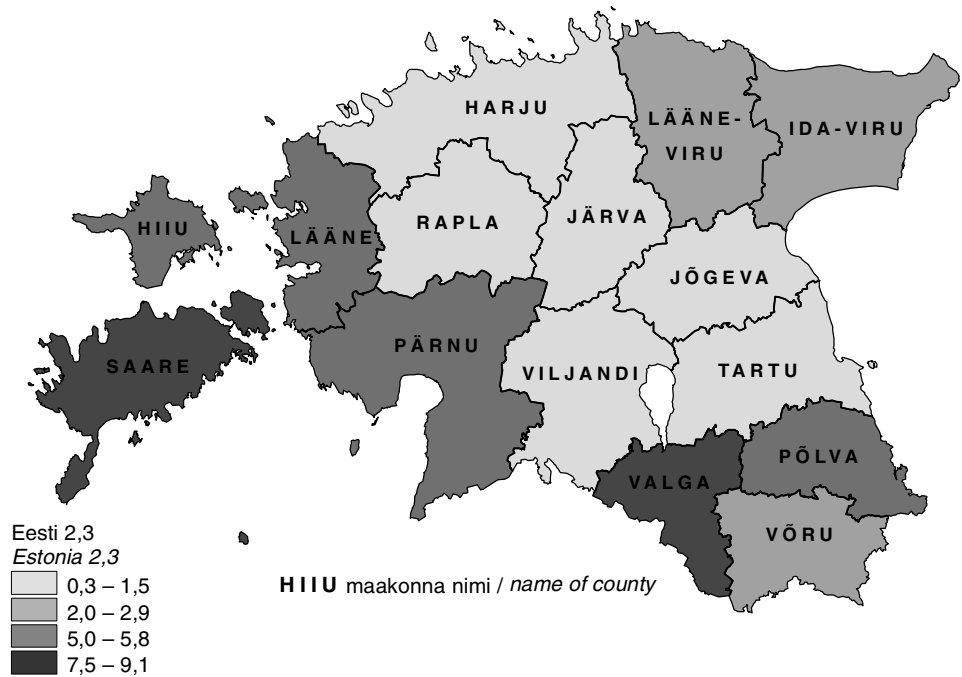 HARJU
LÄÄNE-
VIRU
IDA-VIRU
HIIU
LÄÄNE
RAPLA
JÄRVA
JÕGEVA
SAARE
PÄRNU
VILJANDI
TARTU
VALGA
PÕLVA
VÕRU
Eesti 2,3
Estonia 2,3
0,3 – 1,5
2,0 – 2,9
5,0 – 5,8
7,5 – 9,1
HIIU maakonna nimi / name of county